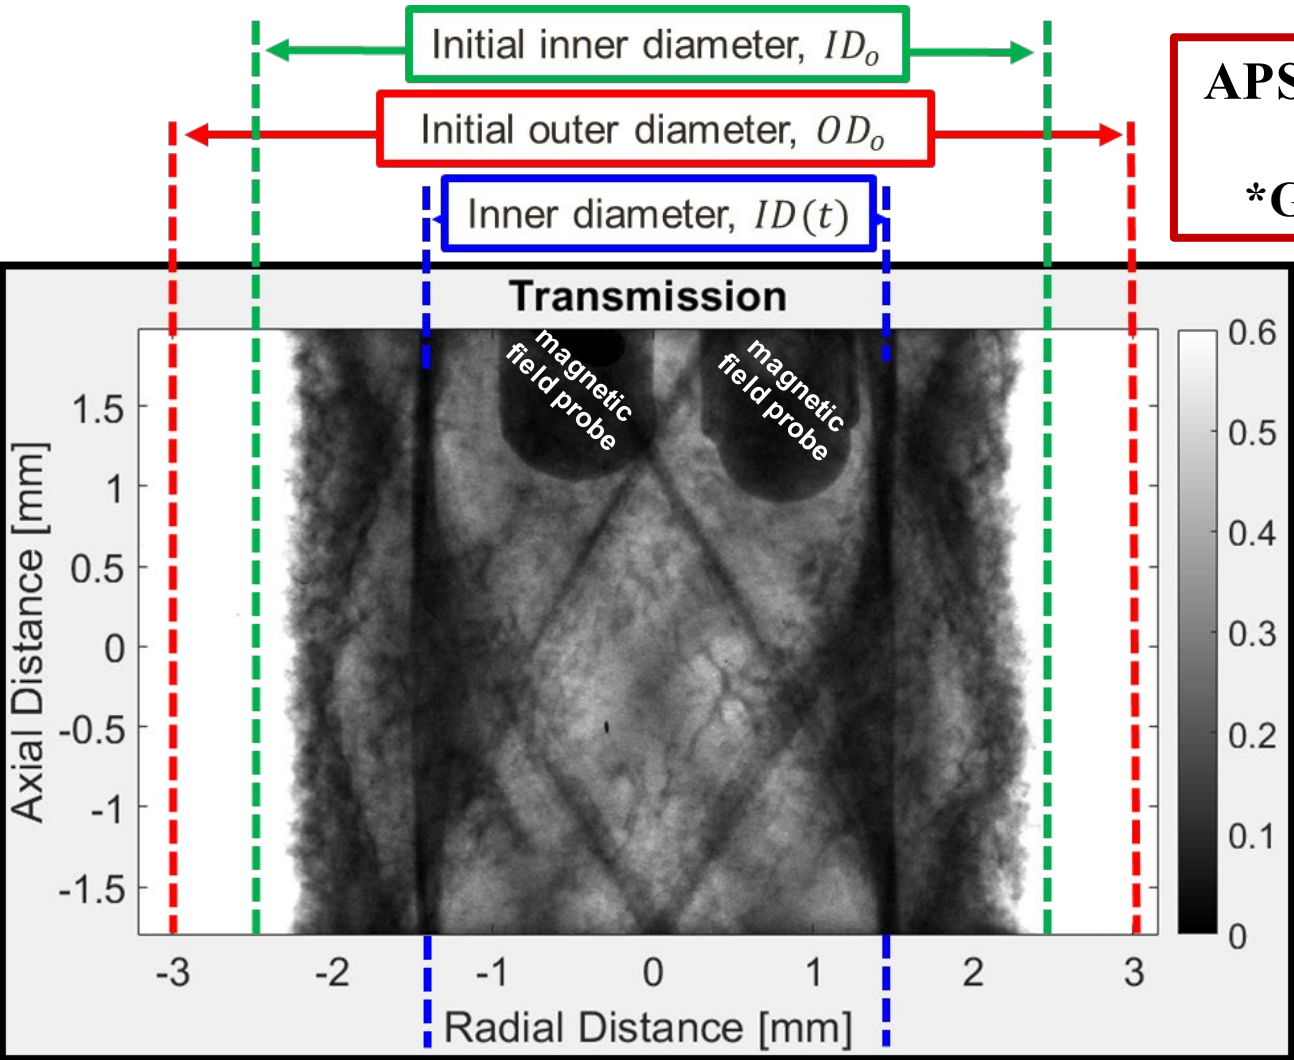 Initial inner diameter, IDₒ
APS
Initial outer diameter, ODₒ
*G
Inner diameter, ID(t)
Transmission
magnetic
field probe
magnetic
field probe
Axial Distance [mm]
1.5
1
0.5
0
-0.5
-1
-1.5
-3 -2 -1 0 1 2 3
Radial Distance [mm]
0.6
0.5
0.4
0.3
0.2
0.1
0